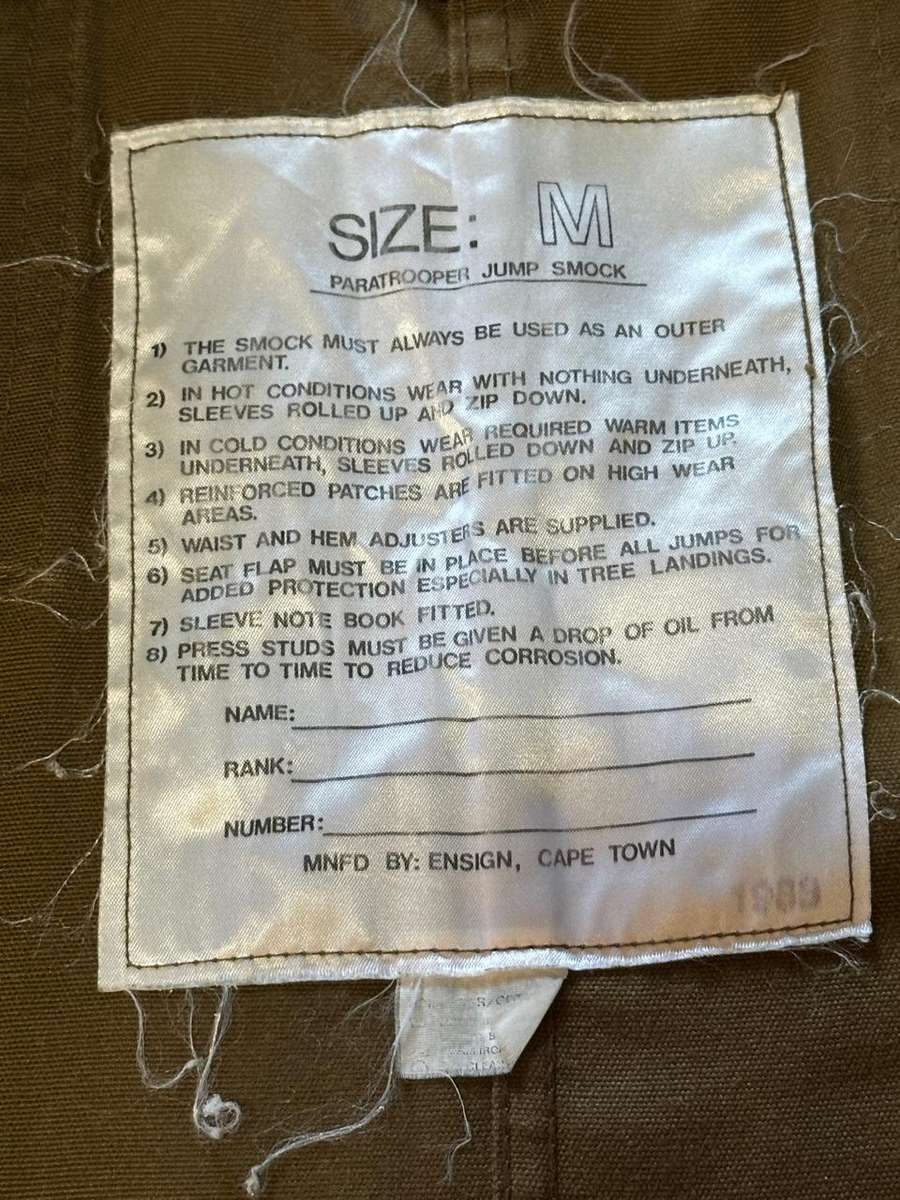 SIZE: M
PARATROOPER JUMP SMOCK
1) THE SMOCK MUST ALWAYS BE USED AS AN OUTER
GARMENT.
2) IN HOT CONDITIONS WEAR WITH NOTHING UNDERNEATH,
SLEEVES ROLLED UP AND ZIP DOWN.
3) IN COLD CONDITIONS WEAR REQUIRED WARM ITEMS
UNDERNEATH, SLEEVES ROLLED DOWN AND ZIP UP.
4) REINFORCED PATCHES ARE FITTED ON HIGH WEAR
AREAS.
5) WAIST AND HEM ADJUSTERS ARE SUPPLIED.
6) SEAT FLAP MUST BE IN PLACE BEFORE ALL JUMPS FOR
ADDED PROTECTION ESPECIALLY IN TREE LANDINGS.
7) SLEEVE NOTE BOOK FITTED.
8) PRESS STUDS MUST BE GIVEN A DROP OF OIL FROM
TIME TO TIME TO REDUCE CORROSION.
NAME:
RANK:
NUMBER:
MNFD BY: ENSIGN, CAPE TOWN
1989